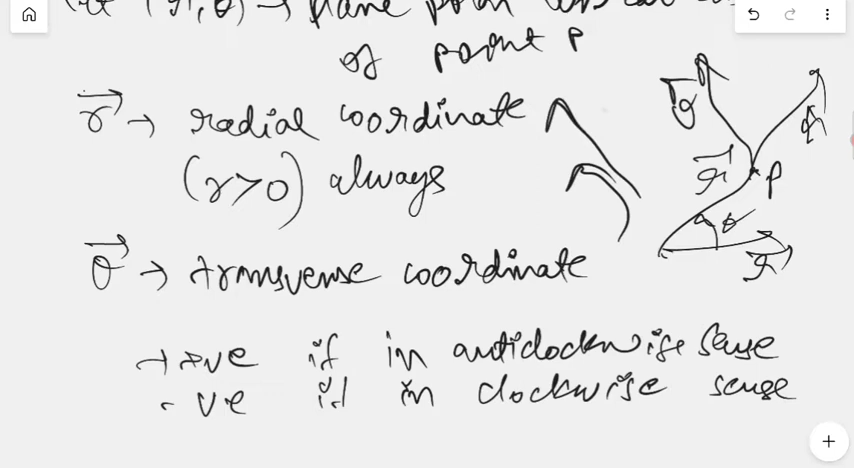 (r, θ) → plane polar
of point P
r → radial coordinate
(r>0) always
θ → transverse coordinate
+ve if in anticlockwise sense
- ve if in clockwise sense
r
P
θ